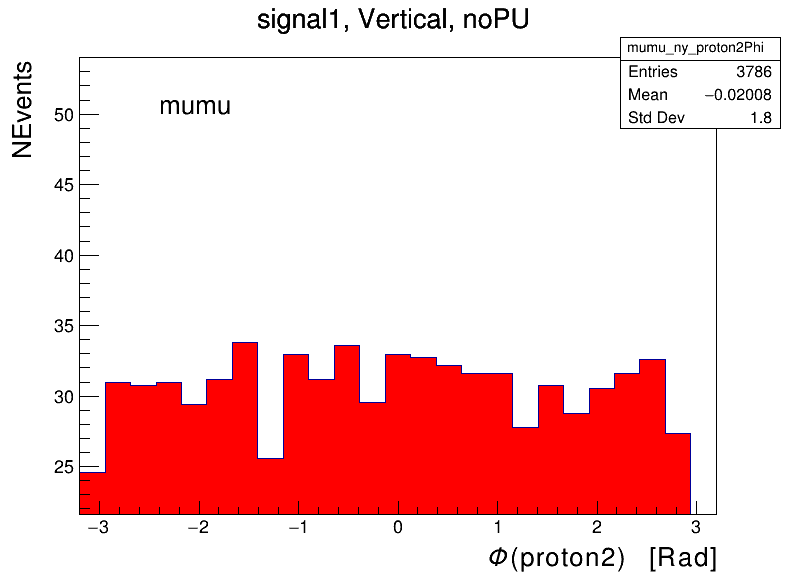 signal1, Vertical, noPU
mumu_ny_proton2Phi
Entries 3786
Mean −0.02008
Std Dev 1.8
NEvents
mumu
50
45
40
35
30
25
−3 −2 −1 0 1 2 3
Φ(proton2) [Rad]